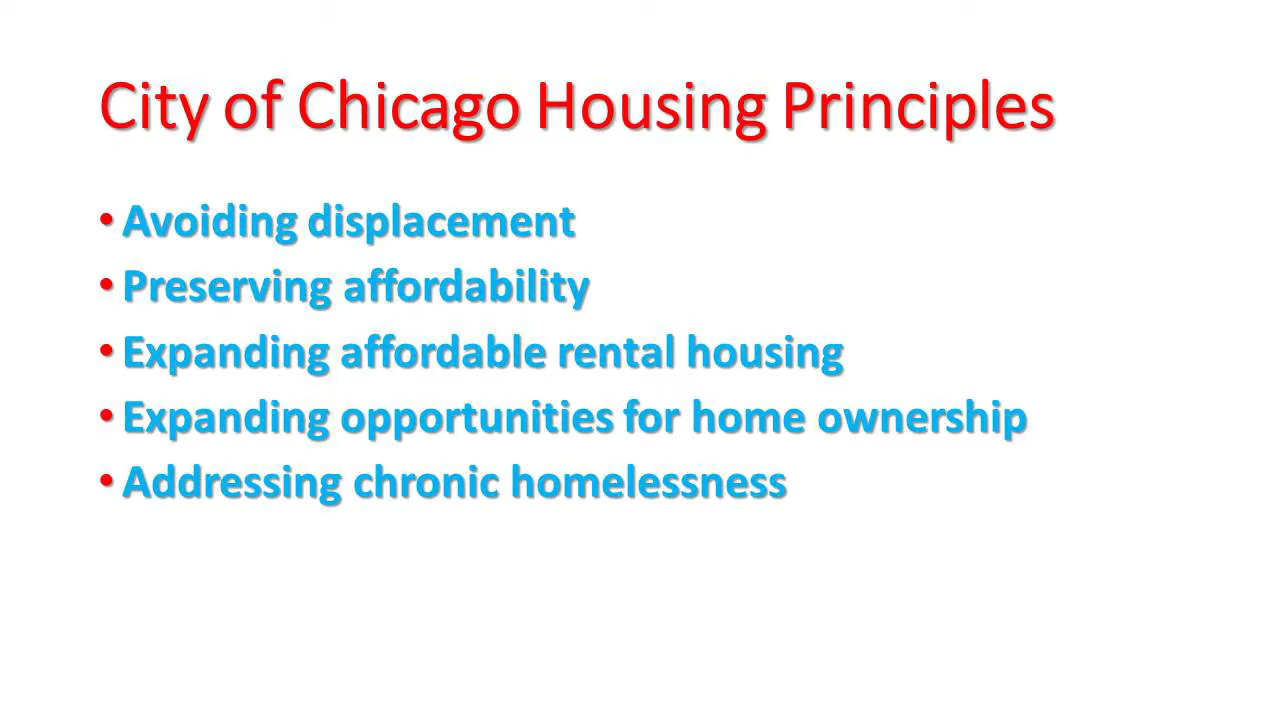 City of Chicago Housing Principles
• Avoiding displacement
• Preserving affordability
• Expanding affordable rental housing
• Expanding opportunities for home ownership
• Addressing chronic homelessness